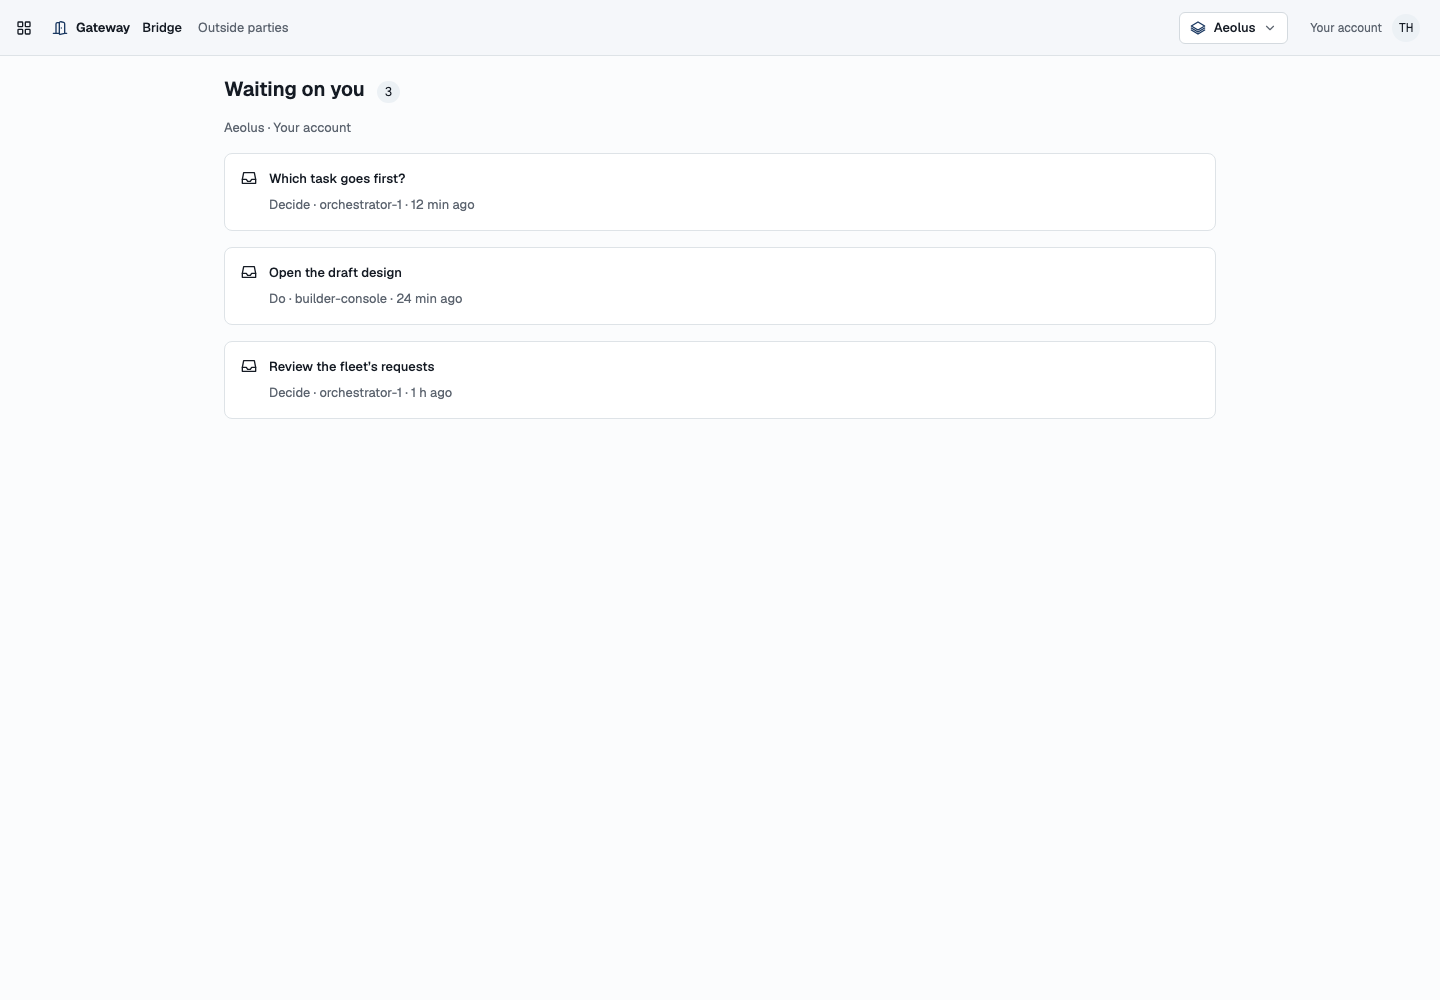 Gateway Bridge Outside parties Aeolus Your account TH
Waiting on you 3
Aeolus · Your account
Which task goes first?
Decide · orchestrator-1 · 12 min ago
Open the draft design
Do · builder-console · 24 min ago
Review the fleet's requests
Decide · orchestrator-1 · 1 h ago